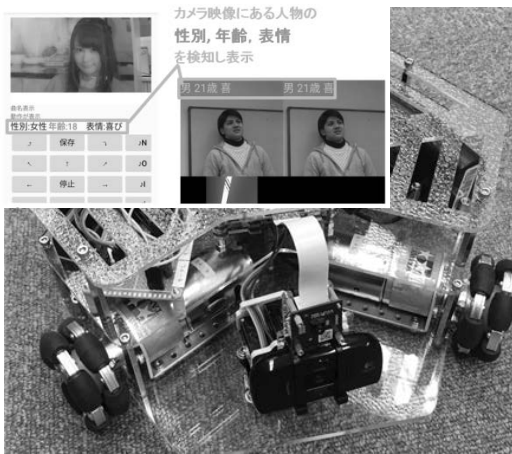 カメラ映像にある人物の
性別, 年齢, 表情
を検知し表示
男 21歳 喜 男 21歳 喜
性別:女性 年齢:18 表情:喜び
保存
停止